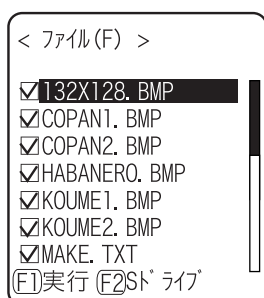 < ﾌｧｲﾙ(F) >
132X128. BMP
COPAN1. BMP
COPAN2. BMP
HABANERO. BMP
KOUME1. BMP
KOUME2. BMP
MAKE. TXT
F1実行 F2Sﾄﾞﾗｲﾌﾞ